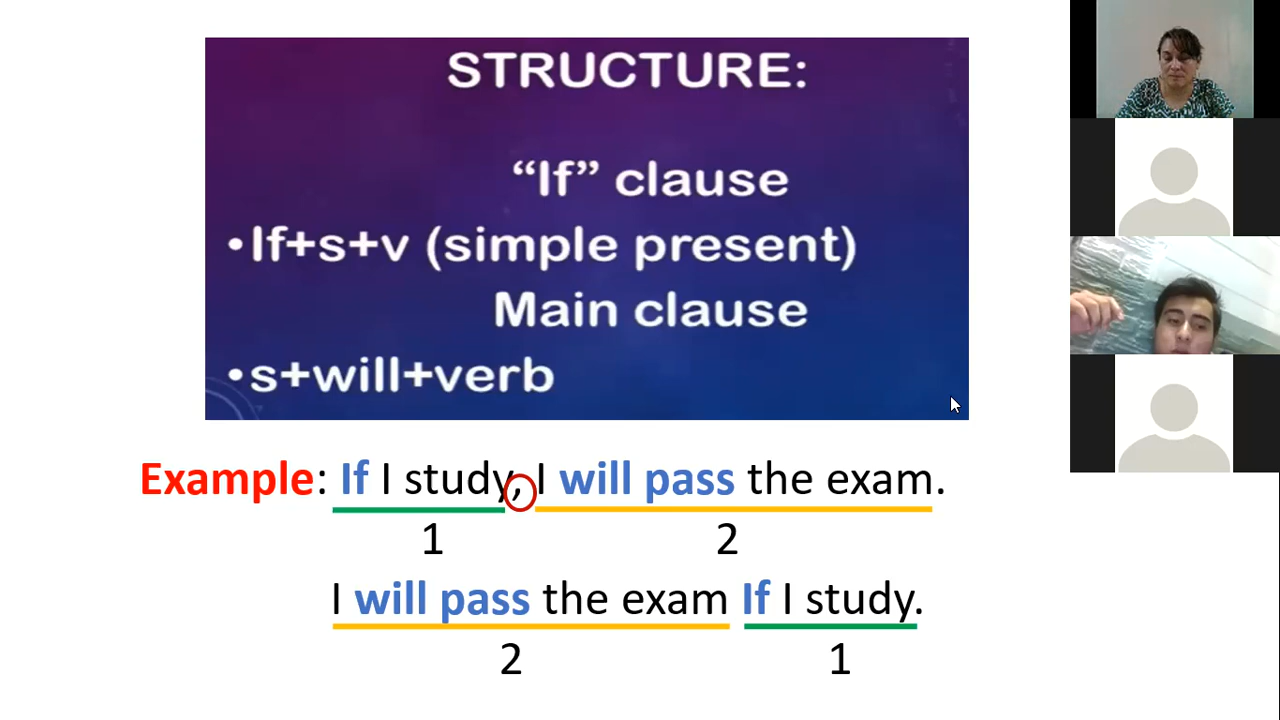 STRUCTURE:
“If” clause
•If+s+v (simple present)
Main clause
•s+will+verb
Example: If I study, I will pass the exam.
1 2
I will pass the exam If I study.
2 1